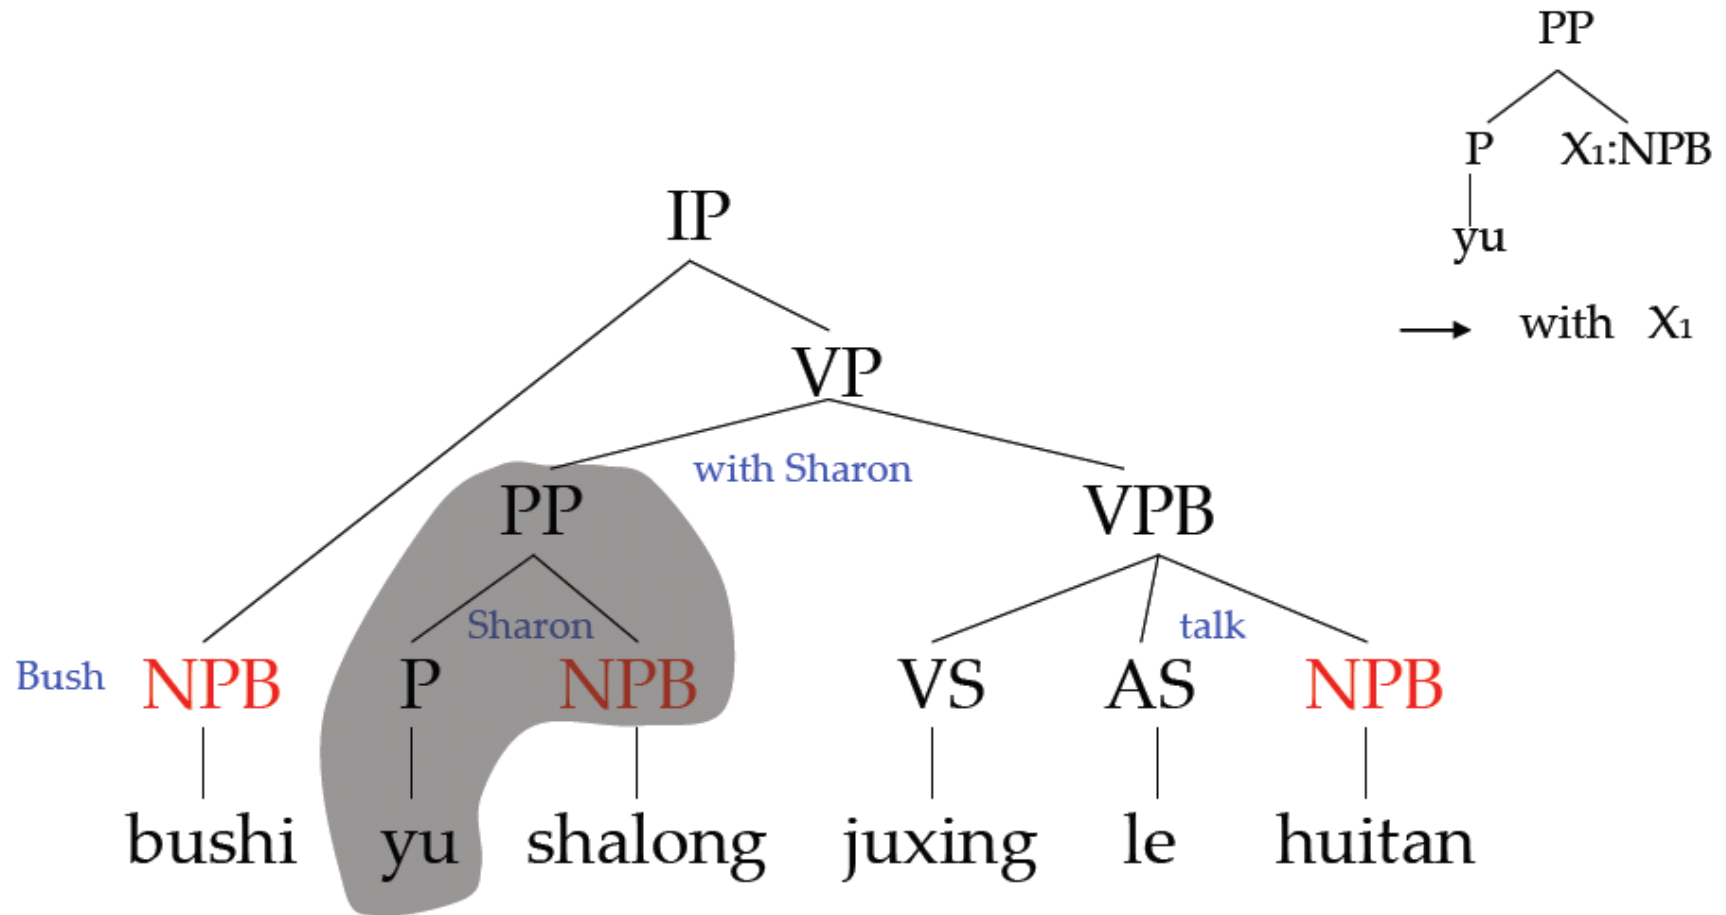 PP
P X₁:NPB
yu
→ with X₁
IP
VP
with Sharon
PP VPB
Sharon talk
Bush NPB P NPB VS AS NPB
bushi yu shalong juxing le huitan